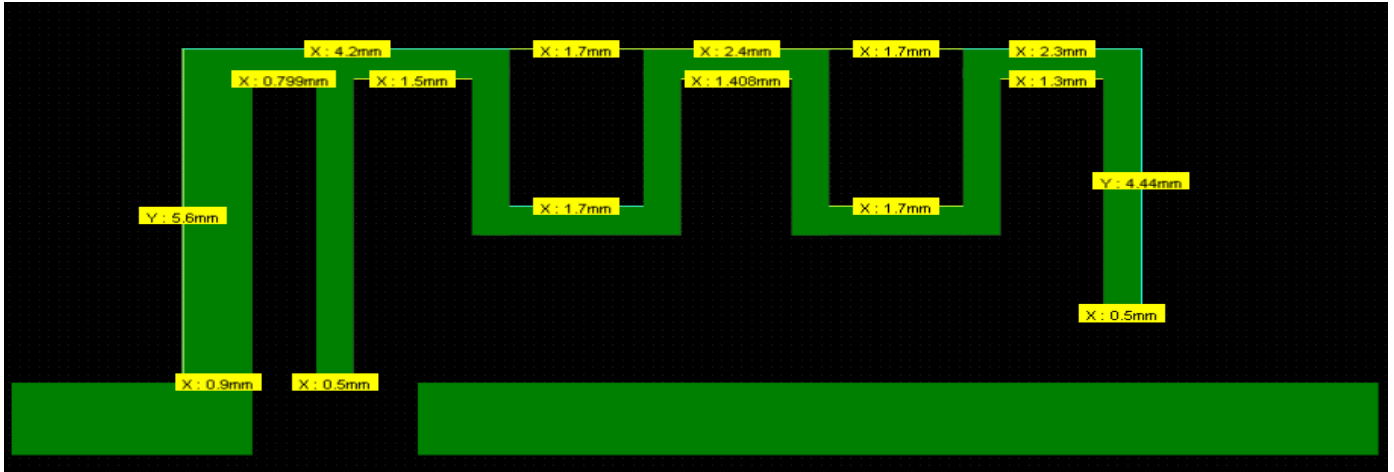 X : 4.2mm
X : 1.7mm
X : 2.4mm
X : 1.7mm
X : 2.3mm
X : 0.799mm
X : 1.5mm
X : 1.408mm
X : 1.3mm
Y : 4.44mm
X : 1.7mm
X : 1.7mm
Y : 5.6mm
X : 0.5mm
X : 0.9mm
X : 0.5mm